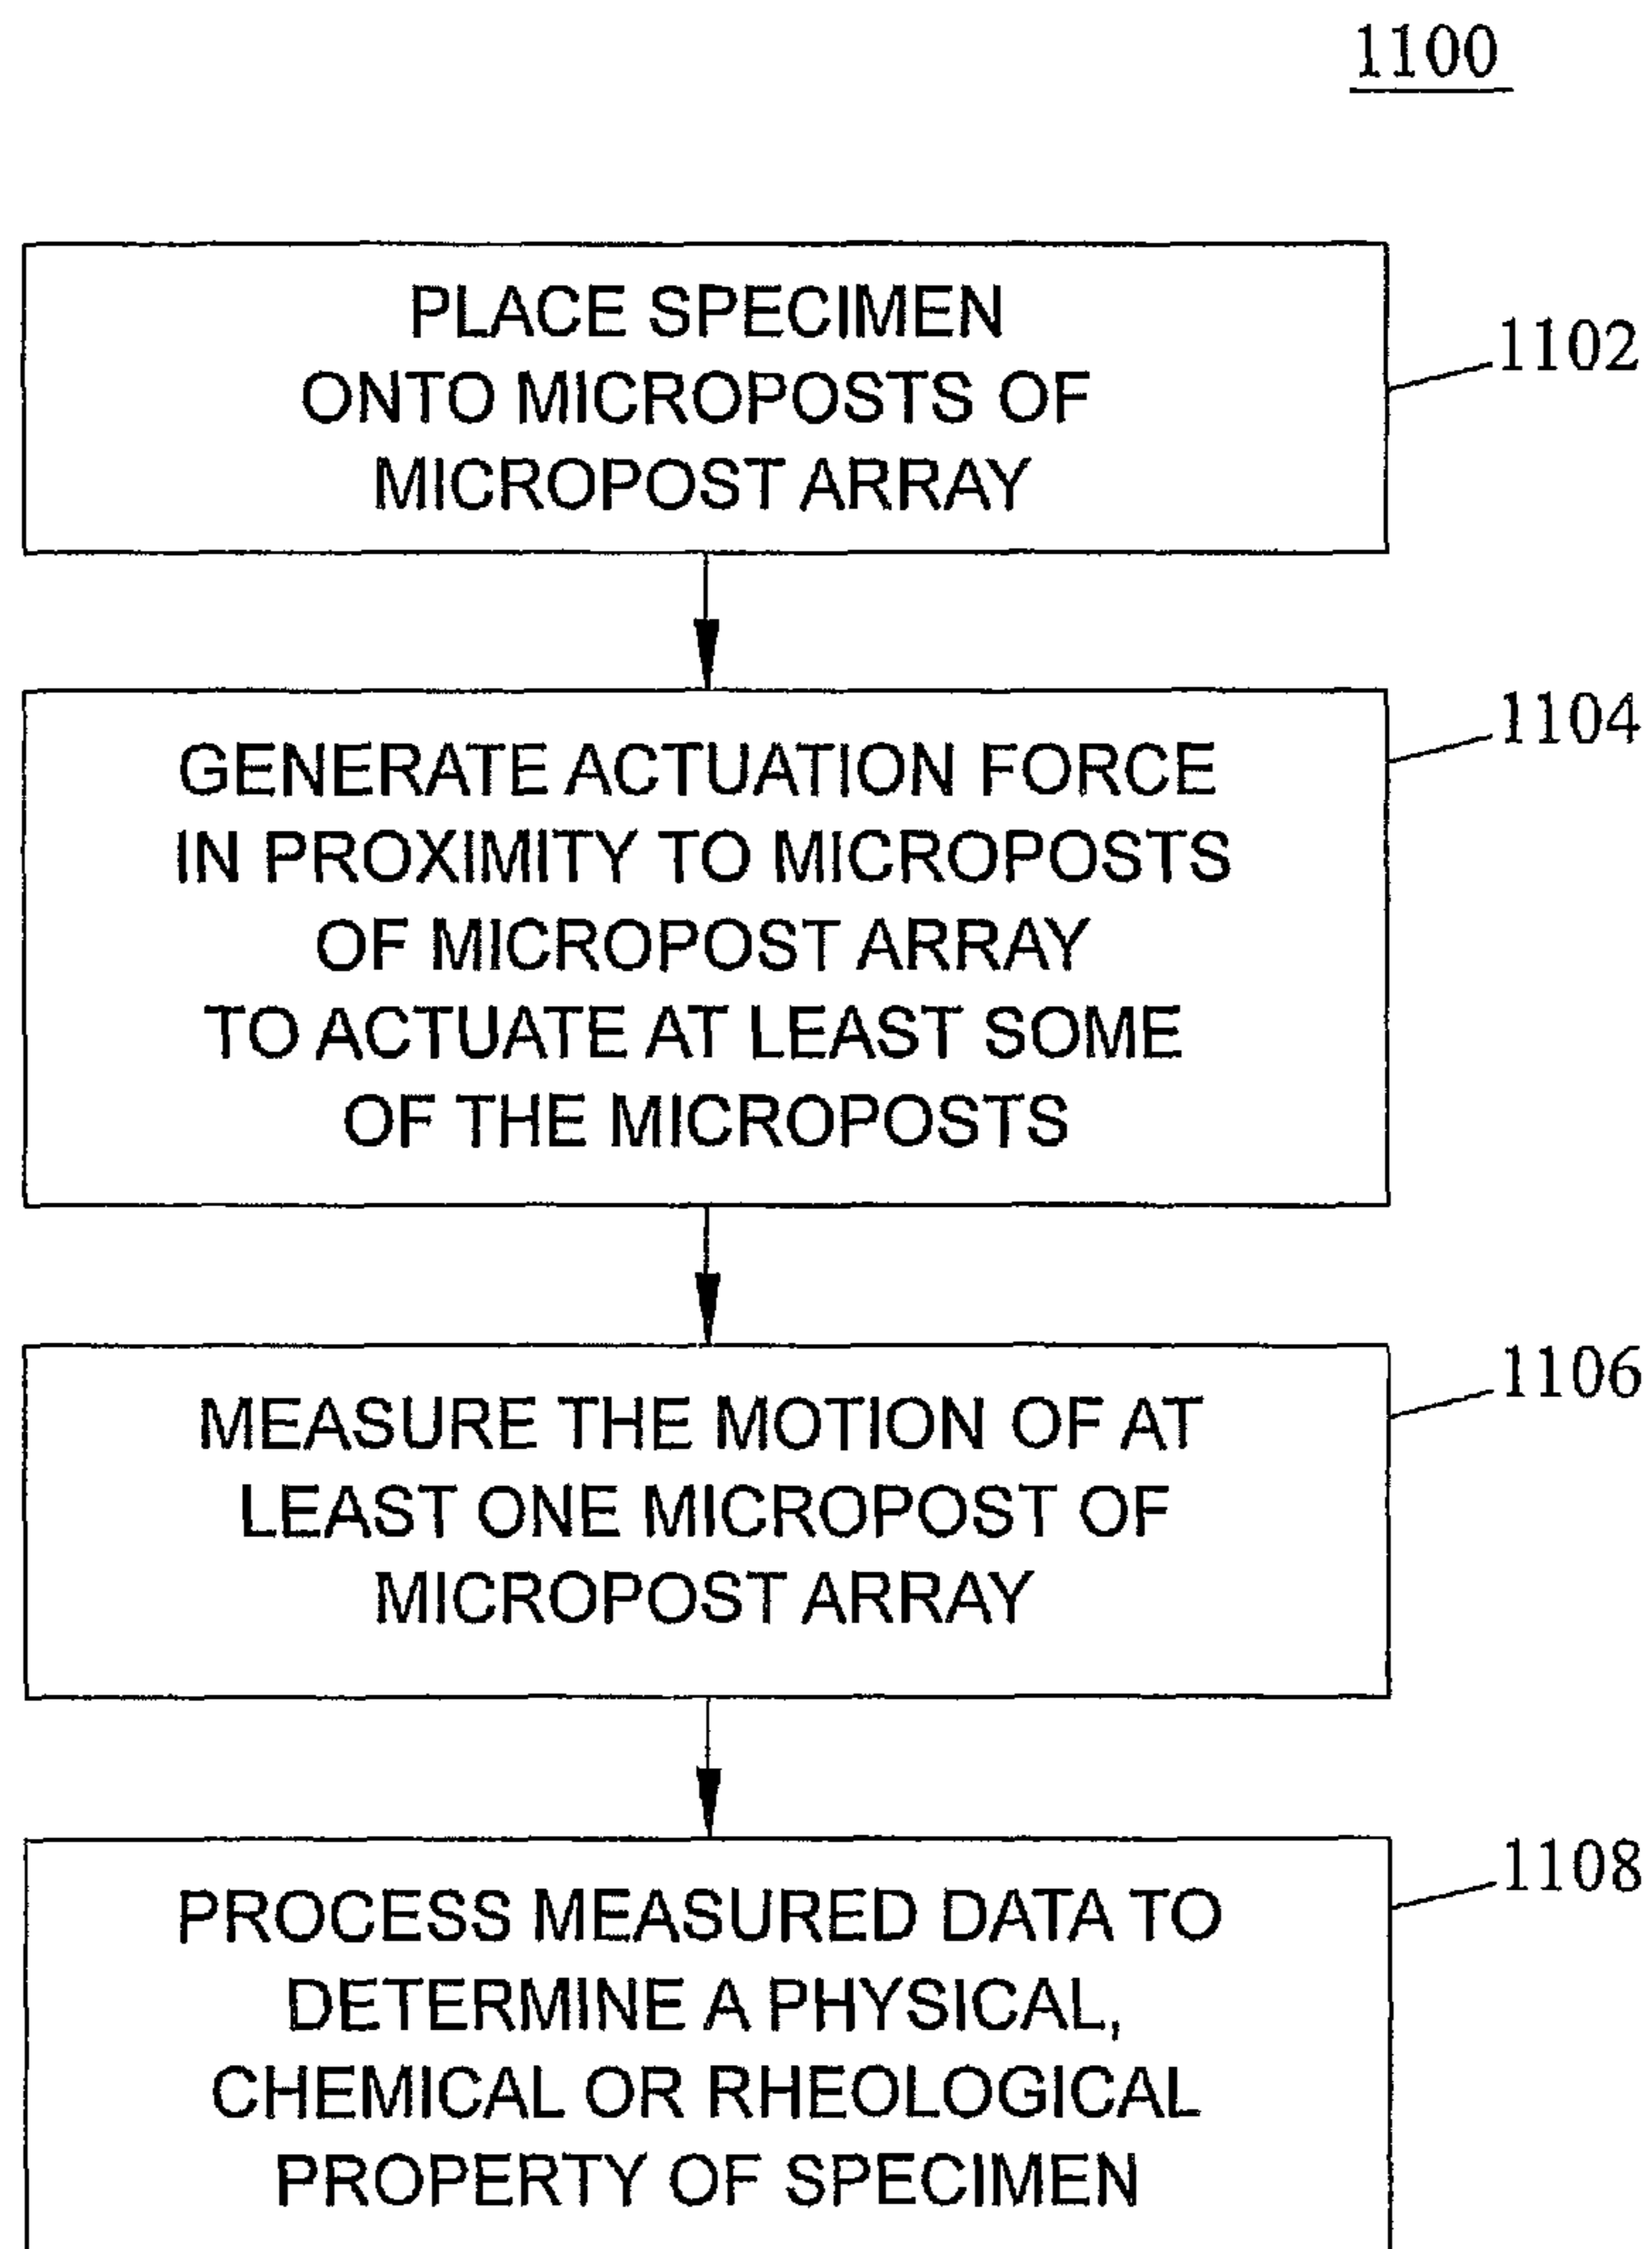 1100
PLACE SPECIMEN
ONTO MICROPOSTS OF
MICROPOST ARRAY
1102
GENERATE ACTUATION FORCE
IN PROXIMITY TO MICROPOSTS
OF MICROPOST ARRAY
TO ACTUATE AT LEAST SOME
OF THE MICROPOSTS
1104
MEASURE THE MOTION OF AT
LEAST ONE MICROPOST OF
MICROPOST ARRAY
1106
PROCESS MEASURED DATA TO
DETERMINE A PHYSICAL,
CHEMICAL OR RHEOLOGICAL
PROPERTY OF SPECIMEN
1108